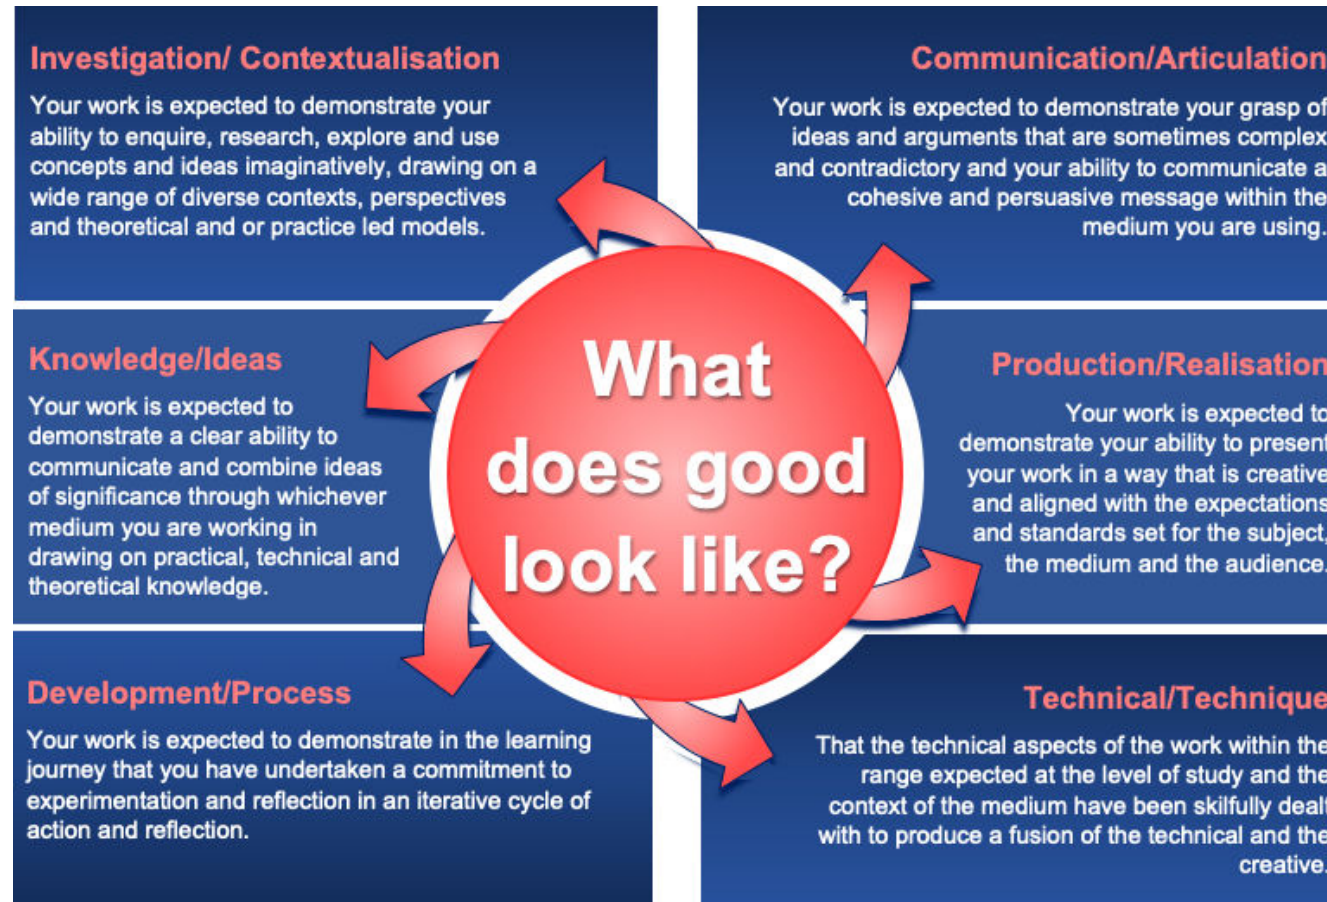 Investigation/ Contextualisation
Your work is expected to demonstrate your
ability to enquire, research, explore and use
concepts and ideas imaginatively, drawing on a
wide range of diverse contexts, perspectives
and theoretical and or practice led models.
Communication/Articulation
Your work is expected to demonstrate your grasp of
ideas and arguments that are sometimes complex
and contradictory and your ability to communicate a
cohesive and persuasive message within the
medium you are using.
Knowledge/Ideas
Your work is expected to
demonstrate a clear ability to
communicate and combine ideas
of significance through whichever
medium you are working in
drawing on practical, technical and
theoretical knowledge.
What
does good
look like?
Production/Realisation
Your work is expected to
demonstrate your ability to present
your work in a way that is creative
and aligned with the expectations
and standards set for the subject,
the medium and the audience.
Development/Process
Your work is expected to demonstrate in the learning
journey that you have undertaken a commitment to
experimentation and reflection in an iterative cycle of
action and reflection.
Technical/Technique
That the technical aspects of the work within the
range expected at the level of study and the
context of the medium have been skilfully dealt
with to produce a fusion of the technical and the
creative.